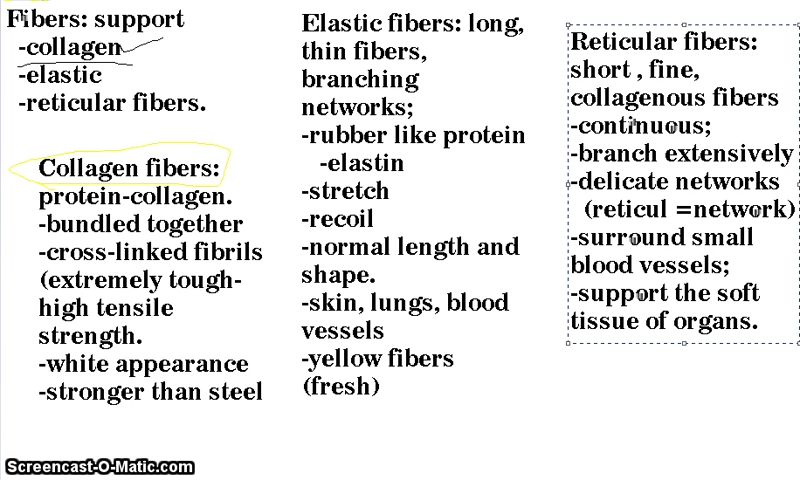 Fibers: support
-collagen
-elastic
-reticular fibers.
Collagen fibers:
protein-collagen.
-bundled together
-cross-linked fibrils
(extremely tough-
high tensile
strength.
-white appearance
-stronger than steel
Elastic fibers: long,
thin fibers,
branching
networks;
-rubber like protein
-elastin
-stretch
-recoil
-normal length and
shape.
-skin, lungs, blood
vessels
-yellow fibers
(fresh)
Reticular fibers:
short , fine,
collagenous fibers
-continuous;
-branch extensively
-delicate networks
(reticul =network)
-surround small
blood vessels;
-support the soft
tissue of organs.
Screencast-O-Matic.com